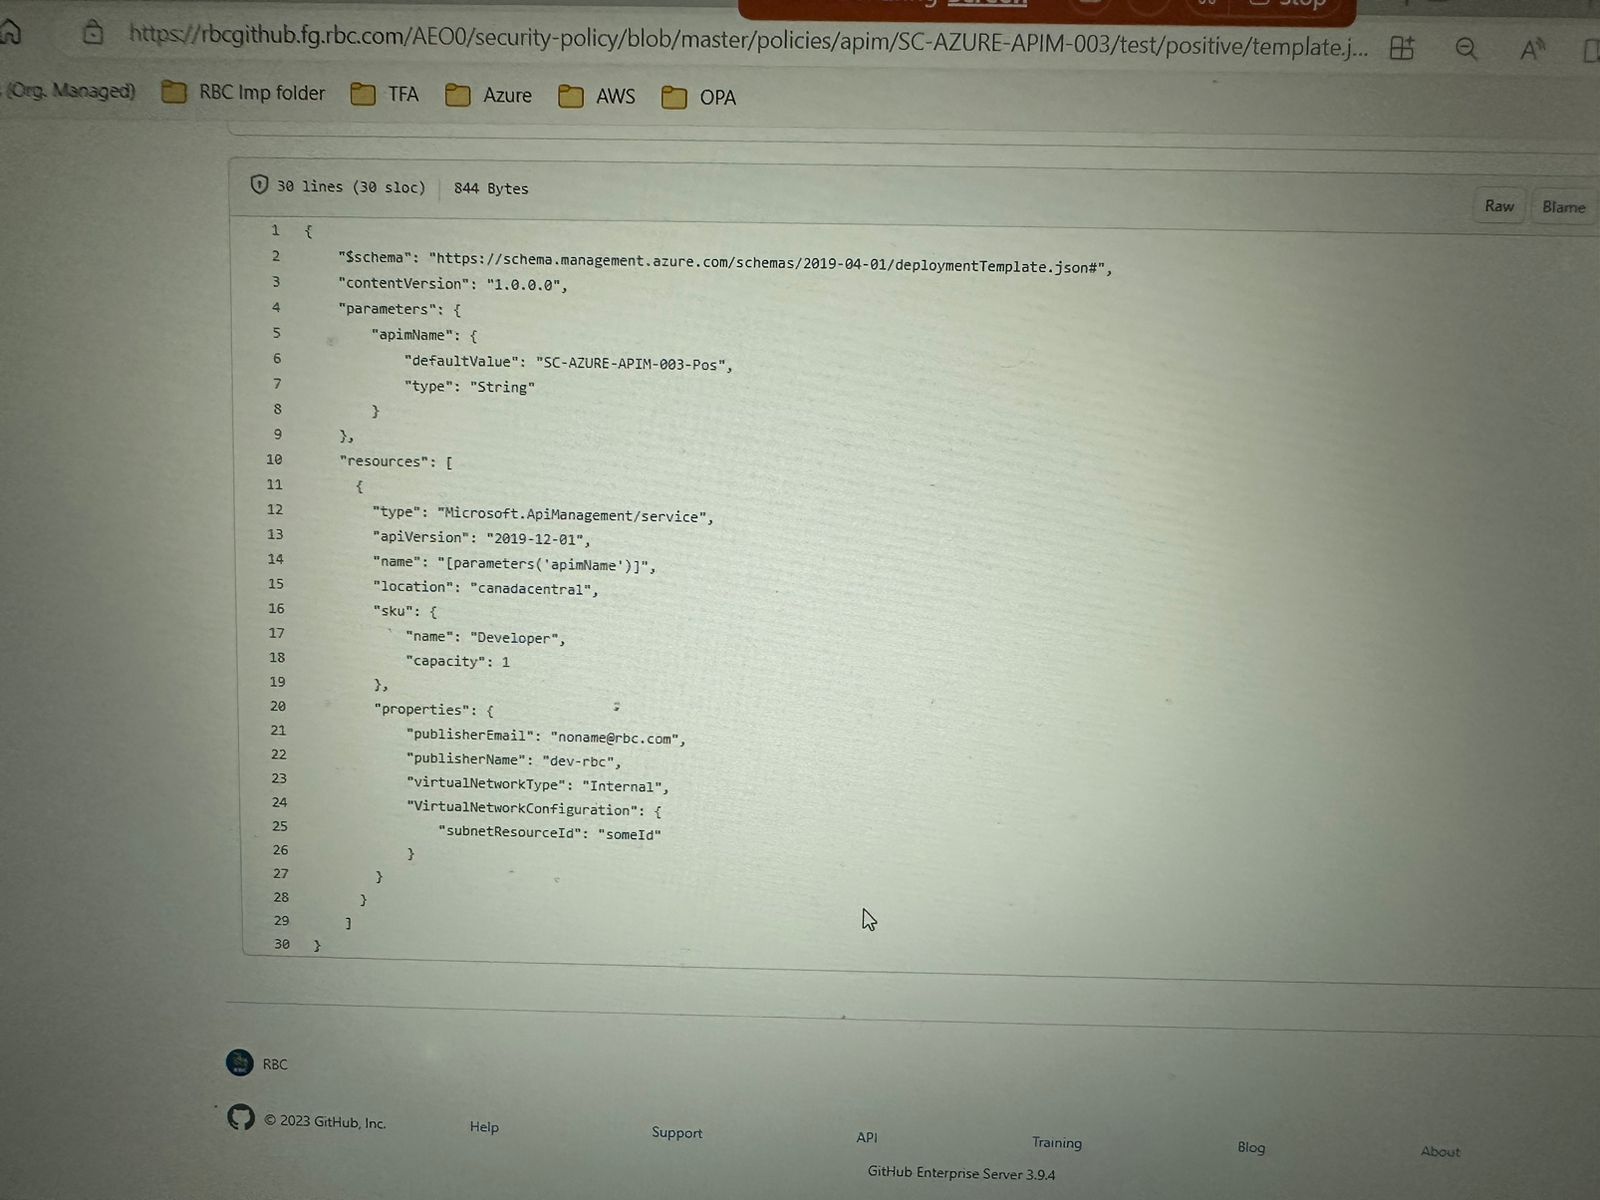 Stop
https://rbcgithub.fg.rbc.com/AEO0/security-policy/blob/master/policies/apim/SC-AZURE-APIM-003/test/positive/template.j...
(Org. Managed) RBC Imp folder TFA Azure AWS OPA
30 lines (30 sloc) 844 Bytes Raw Blame
1 {
2 "$schema": "https://schema.management.azure.com/schemas/2019-04-01/deploymentTemplate.json#",
3 "contentVersion": "1.0.0.0",
4 "parameters": {
5 "apimName": {
6 "defaultValue": "SC-AZURE-APIM-003-Pos",
7 "type": "String"
8 }
9 },
10 "resources": [
11 {
12 "type": "Microsoft.ApiManagement/service",
13 "apiVersion": "2019-12-01",
14 "name": "[parameters('apimName')]",
15 "location": "canadacentral",
16 "sku": {
17 "name": "Developer",
18 "capacity": 1
19 },
20 "properties": {
21 "publisherEmail": "noname@rbc.com",
22 "publisherName": "dev-rbc",
23 "virtualNetworkType": "Internal",
24 "VirtualNetworkConfiguration": {
25 "subnetResourceId": "someId"
26 }
27 }
28 }
29 ]
30 }
RBC
© 2023 GitHub, Inc. Help Support API Training Blog About
GitHub Enterprise Server 3.9.4